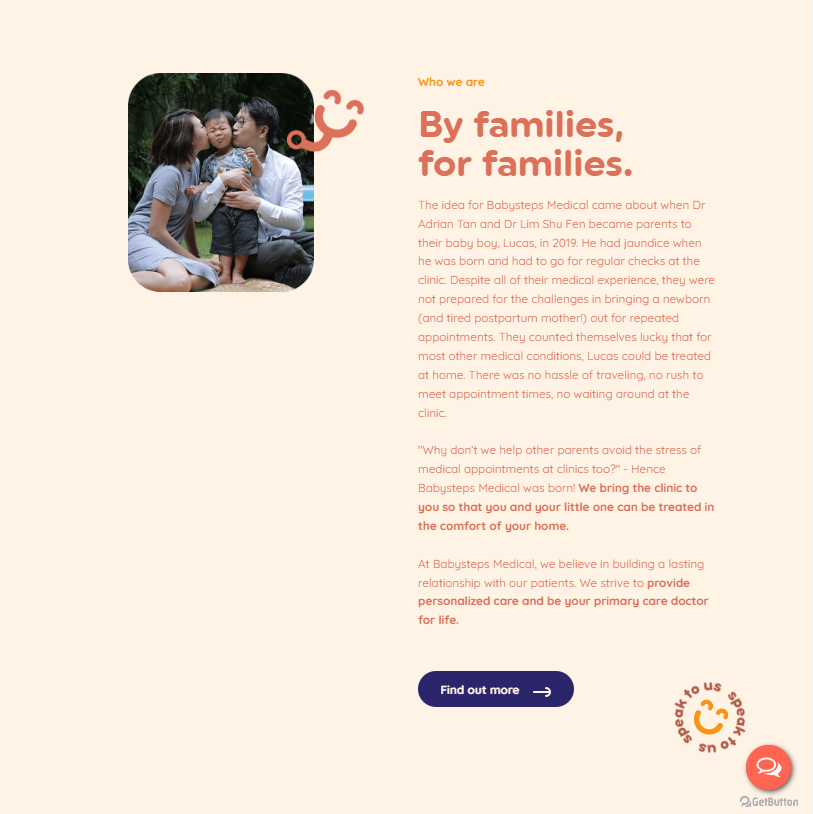 Who we are
By families,
for families.
The idea for Babysteps Medical came about when Dr
Adrian Tan and Dr Lim Shu Fen became parents to
their baby boy, Lucas, in 2019. He had jaundice when
he was born and had to go for regular checks at the
clinic. Despite all of their medical experience, they were
not prepared for the challenges in bringing a newborn
(and tired postpartum mother!) out for repeated
appointments. They counted themselves lucky that for
most other medical conditions, Lucas could be treated
at home. There was no hassle of traveling, no rush to
meet appointment times, no waiting around at the
clinic.
"Why don't we help other parents avoid the stress of
medical appointments at clinics too?" - Hence
Babysteps Medical was born! We bring the clinic to
you so that you and your little one can be treated in
the comfort of your home.
At Babysteps Medical, we believe in building a lasting
relationship with our patients. We strive to provide
personalized care and be your primary care doctor
for life.
Find out more
speak to us speak to us
GetButton